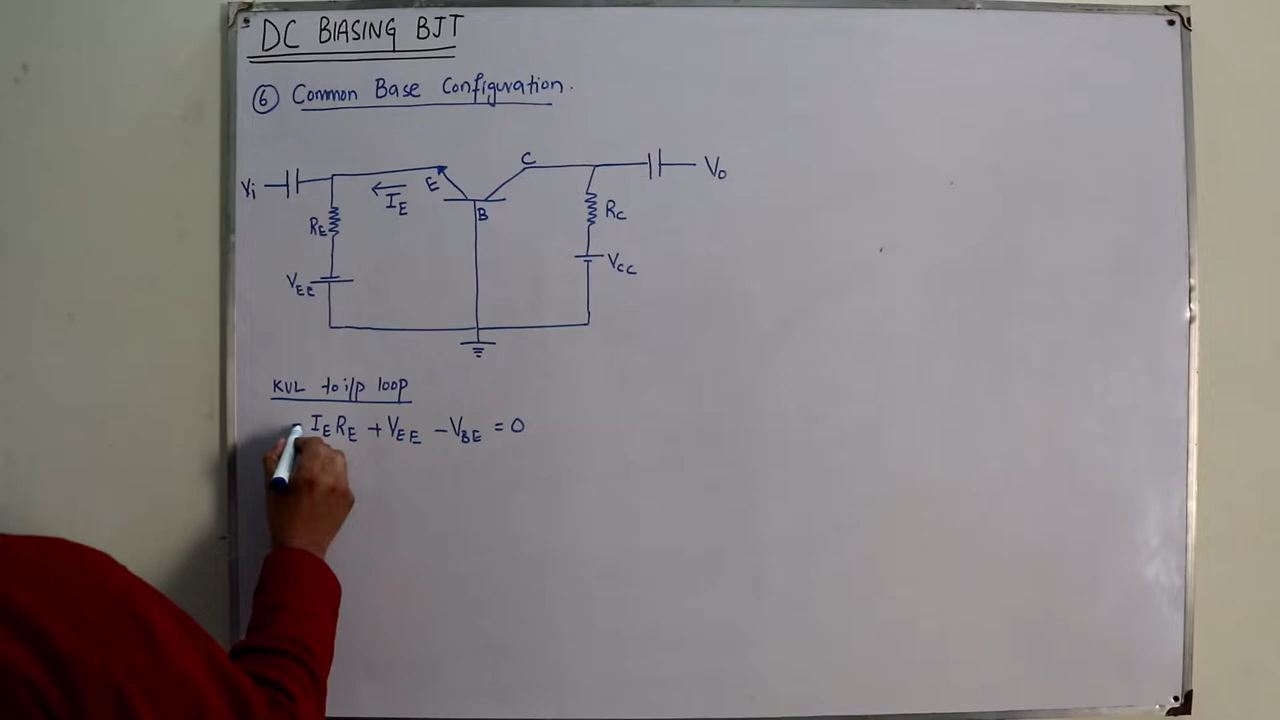 DC BIASING BJT
⑥ Common Base Configuration.
Vi
E
IE
C
Vo
B
RE
RC
VEE
VCC
KVL to i/p loop
- IERE + VEE - VBE = 0